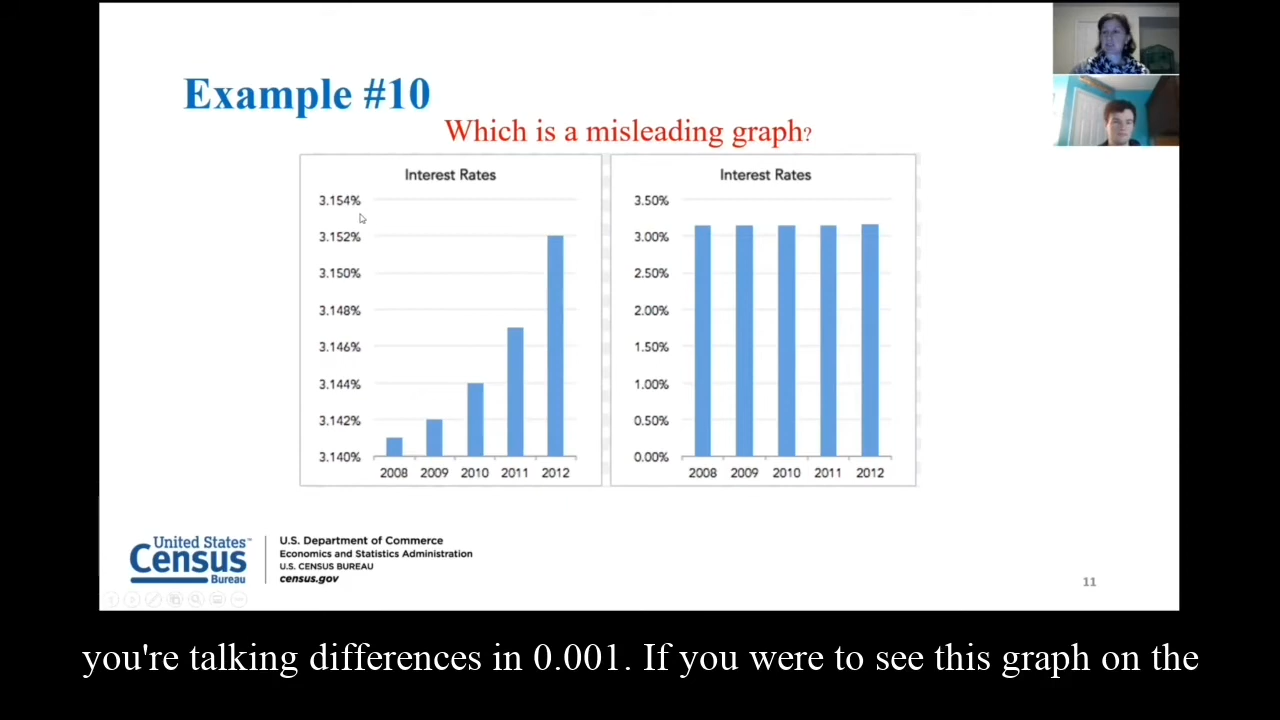 Example #10
Which is a misleading graph?
Interest Rates
3.154%
3.152%
3.150%
3.148%
3.146%
3.144%
3.142%
3.140%
2008 2009 2010 2011 2012
Interest Rates
3.50%
3.00%
2.50%
2.00%
1.50%
1.00%
0.50%
0.00%
2008 2009 2010 2011 2012
United States™
Census
Bureau
U.S. Department of Commerce
Economics and Statistics Administration
U.S. CENSUS BUREAU
census.gov
11
you're talking differences in 0.001. If you were to see this graph on the